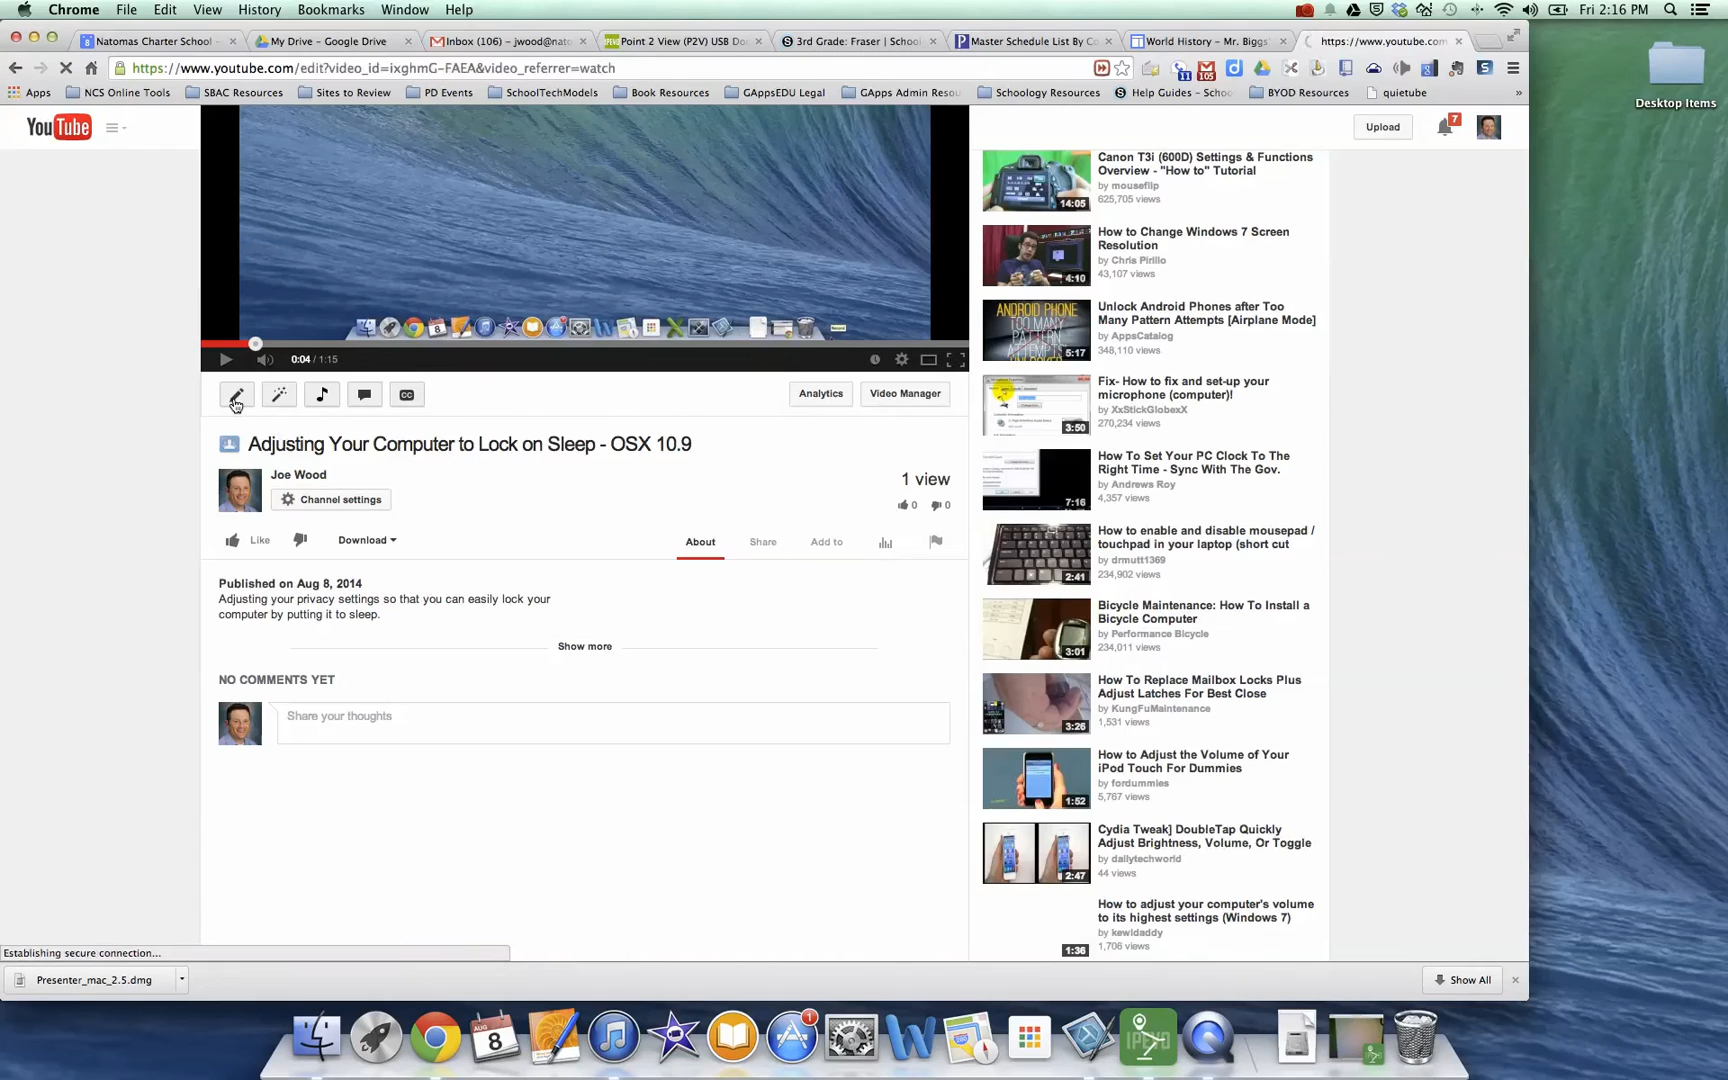 Chrome File Edit View History Bookmarks Window Help Fri 2:16 PM
Natomas Charter School - My Drive - Google Drive Inbox (106) - jwood@nato Point 2 View (P2V) USB Do 3rd Grade: Fraser | School Master Schedule List By Co World History - Mr. Biggs https://www.youtube.com
https://www.youtube.com/edit?video_id=ixghmG-FAEA&video_referrer=watch
11 105
Apps NCS Online Tools SBAC Resources Sites to Review PD Events SchoolTechModels Book Resources GAppsEDU Legal GApps Admin Resou Schoology Resources Help Guides - Schoo BYOD Resources quietube »
Desktop Items
YouTube Upload 7
0:04 / 1:15
CC Analytics Video Manager
Adjusting Your Computer to Lock on Sleep - OSX 10.9
Joe Wood
Channel settings
1 view
0 0
Like Download About Share Add to
Published on Aug 8, 2014
Adjusting your privacy settings so that you can easily lock your
computer by putting it to sleep.
Show more
NO COMMENTS YET
Share your thoughts
Canon T3i (600D) Settings & Functions
Overview - "How to" Tutorial
by mouseflip
625,705 views
14:05
How to Change Windows 7 Screen
Resolution
by Chris Pirillo
43,107 views
4:10
ANDROID PHONE
TOO MANY
PATTERN
ATTEMPTS
5:17
Unlock Android Phones after Too
Many Pattern Attempts [Airplane Mode]
by AppsCatalog
348,110 views
Fix- How to fix and set-up your
microphone (computer)!
by XxStickGlobexX
270,234 views
3:50
How To Set Your PC Clock To The
Right Time - Sync With The Gov.
by Andrews Roy
4,357 views
7:16
How to enable and disable mousepad /
touchpad in your laptop (short cut
by drmutt1369
234,902 views
2:41
Bicycle Maintenance: How To Install a
Bicycle Computer
by Performance Bicycle
234,011 views
3:01
How To Replace Mailbox Locks Plus
Adjust Latches For Best Close
by KungFuMaintenance
1,531 views
3:26
How to Adjust the Volume of Your
iPod Touch For Dummies
by fordummies
5,767 views
1:52
Cydia Tweak] DoubleTap Quickly
Adjust Brightness, Volume, Or Toggle
by dailytechworld
44 views
2:47
How to adjust your computer's volume
to its highest settings (Windows 7)
by kewldaddy
1,706 views
1:36
Establishing secure connection...
Presenter_mac_2.5.dmg Show All
AUG
8
1
IPEVO